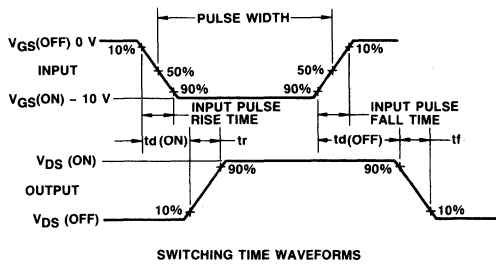 PULSE WIDTH
VGS(OFF) 0 V
10%
10%
INPUT
50%
50%
90%
90%
VGS(ON) – 10 V
INPUT PULSE
RISE TIME
INPUT PULSE
FALL TIME
td (ON)
tr
td(OFF)
tf
VDS (ON)
90%
90%
OUTPUT
10%
10%
VDS (OFF)
SWITCHING TIME WAVEFORMS